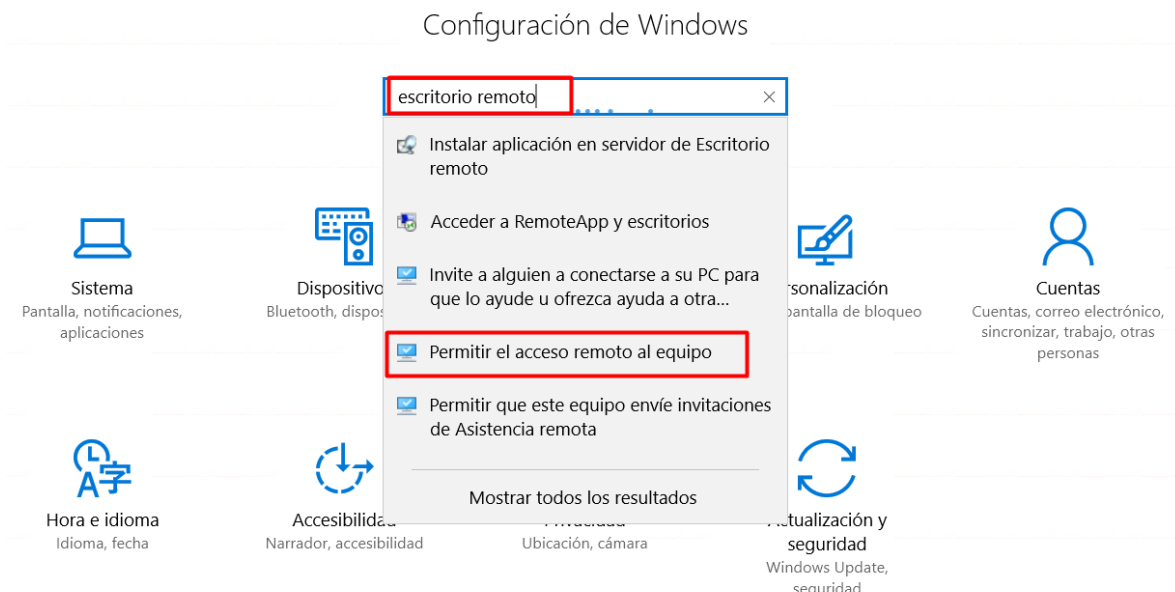 Configuración de Windows
escritorio remoto
Instalar aplicación en servidor de Escritorio
remoto
Acceder a RemoteApp y escritorios
Invite a alguien a conectarse a su PC para
que lo ayude u ofrezca ayuda a otra...
Permitir el acceso remoto al equipo
Permitir que este equipo envíe invitaciones
de Asistencia remota
Mostrar todos los resultados
Sistema
Pantalla, notificaciones,
aplicaciones
Dispositivo
Bluetooth, dispos
rsonalización
pantalla de bloqueo
Cuentas
Cuentas, correo electrónico,
sincronizar, trabajo, otras
personas
Hora e idioma
Idioma, fecha
Accesibilidad
Narrador, accesibilidad
Privacidad
Ubicación, cámara
Actualización y
seguridad
Windows Update,
seguridad